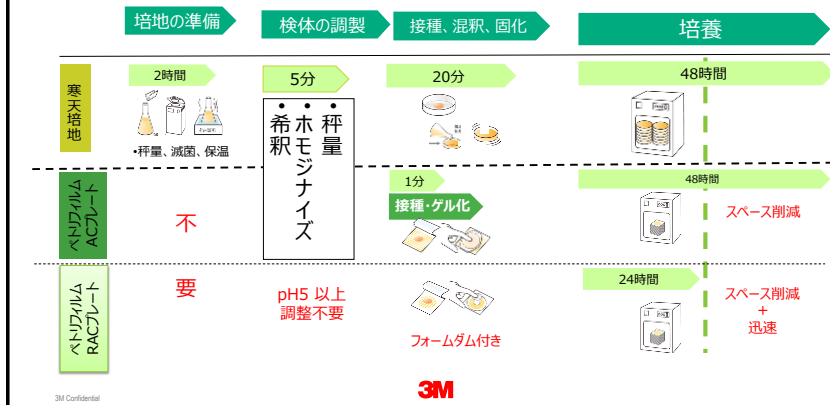 培地の準備
検体の調製
接種、混釈、固化
培養
寒天培地
2時間
5分
20分
48時間
•秤量、滅菌、保温
•秤量
•ホモジナイズ
•希釈
ペトリフィルム
ACプレート
不
1分
接種・ゲル化
48時間
スペース削減
ペトリフィルム
RACプレート
要
pH5 以上
調整不要
フォームダム付き
24時間
スペース削減
+
迅速
3M Confidential
3M